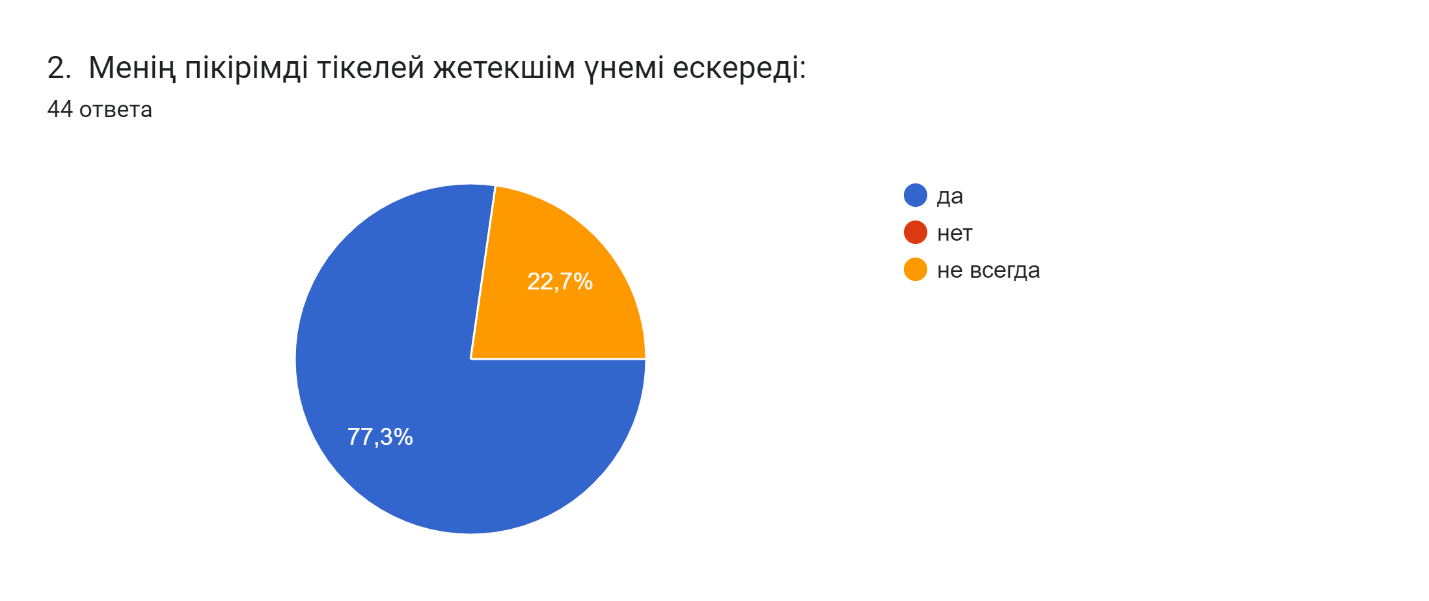 2. Менің пікірімді тікелей жетекшім үнемі ескереді:
44 ответа
да
нет
не всегда
22,7%
77,3%